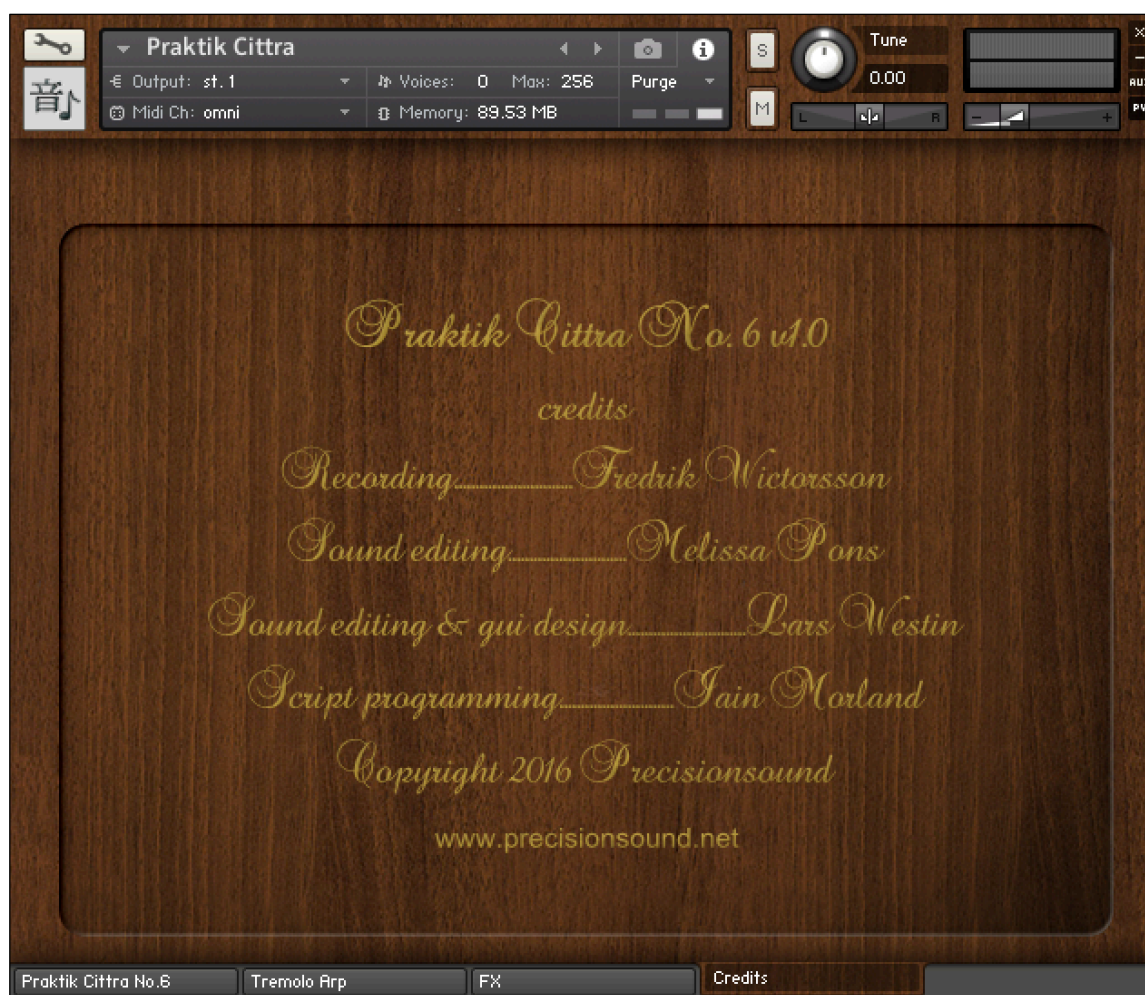 Praktik Cittra
S
Tune
Output: st. 1
Voices: 0 Max: 256
Purge
0.00
AUX
音
Midi Ch: omni
Memory: 89.53 MB
M
L R
- +
PV
Praktik Cittra No. 6 v1.0
credits
Recording..............Fredrik Wictorsson
Sound editing..............Melissa Pons
Sound editing & gui design..............Lars Westin
Script programming..............Iain Morland
Copyright 2016 Precisionsound
www.precisionsound.net
Praktik Cittra No.6
Tremolo Arp
FX
Credits